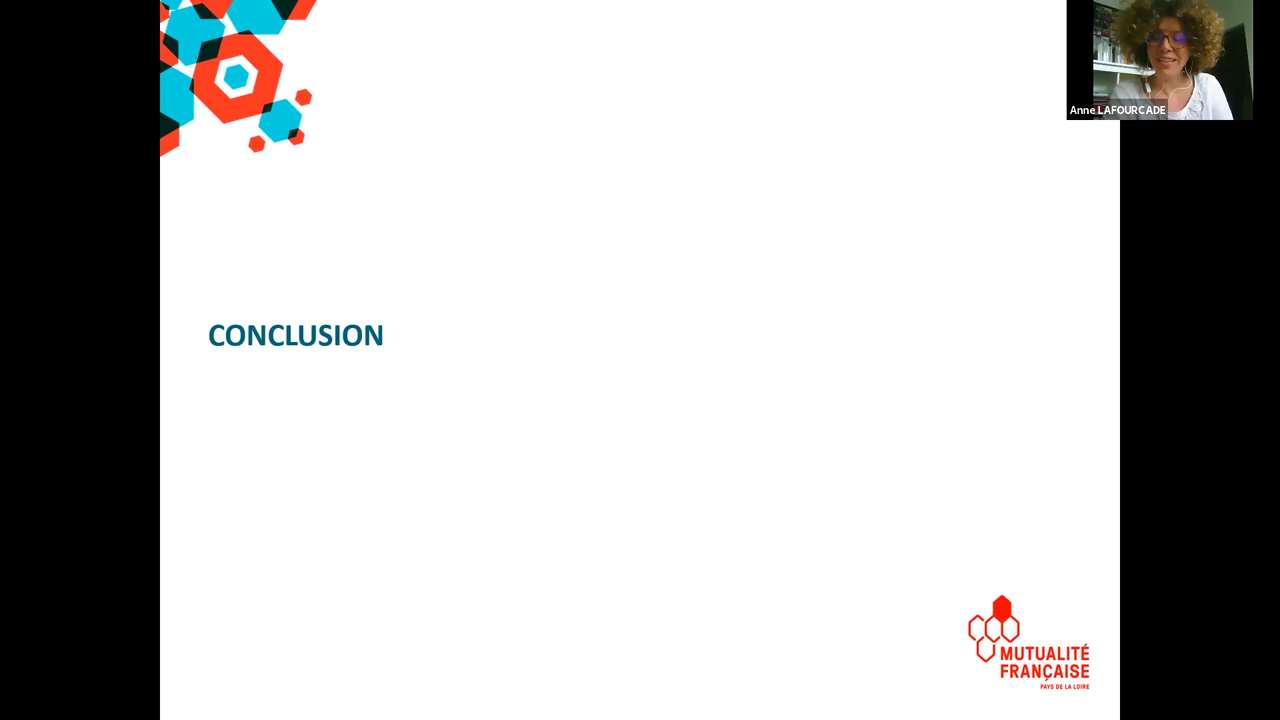 Anne LAFOURCADE
CONCLUSION
MUTUALITÉ
FRANÇAISE
PAYS DE LA LOIRE